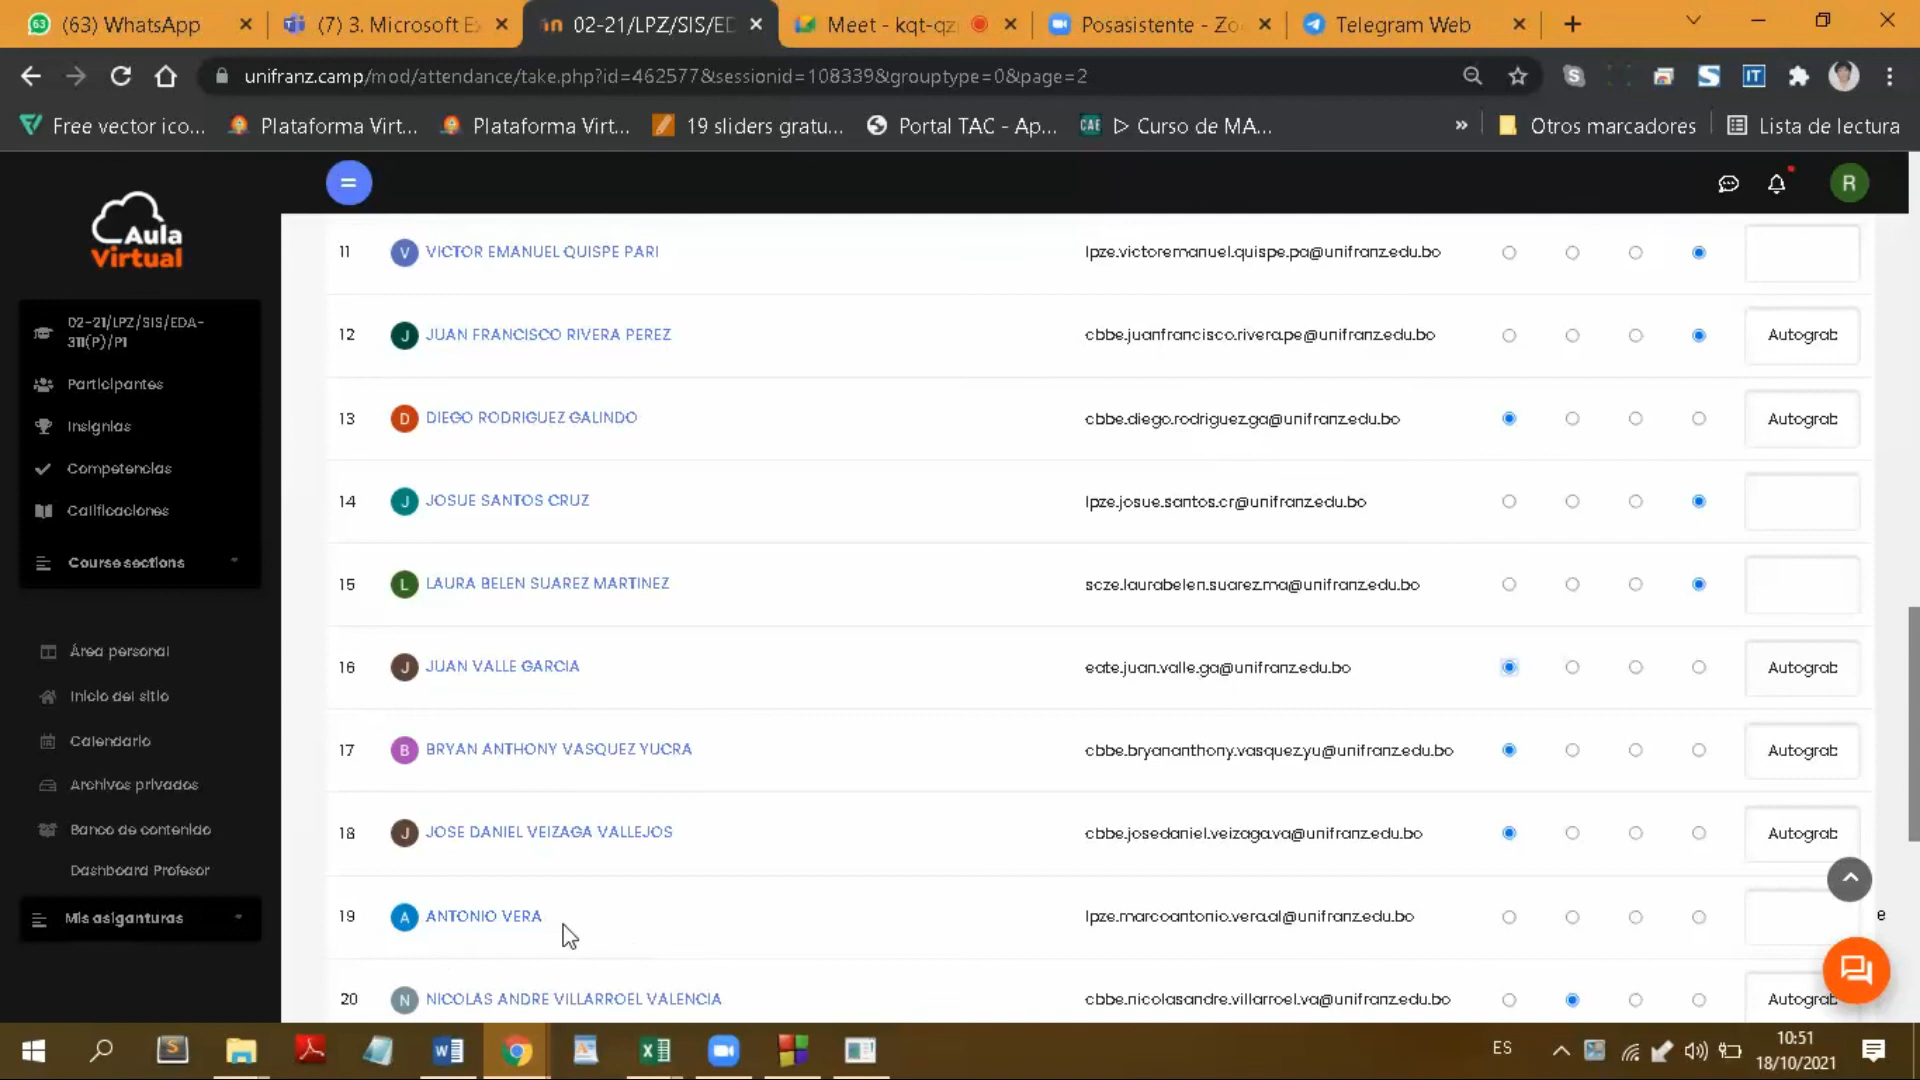 (63) WhatsApp
(7) 3. Microsoft Ex
02-21/LPZ/SIS/ED
Meet - kqt-qz
Posasistente - Zo
Telegram Web
unifranz.camp/mod/attendance/take.php?id=462577&sessionid=108339&grouptype=0&page=2
Free vector ico...
Plataforma Virt...
Plataforma Virt...
19 sliders gratu...
Portal TAC - Ap...
CAE
▷ Curso de MA...
»
Otros marcadores
Lista de lectura
Aula
Virtual
R
02-21/LPZ/SIS/EDA-
311(P)/P1
Participantes
Insignias
Competencias
Calificaciones
Course sections
Área personal
Inicio del sitio
Calendario
Archivos privados
Banco de contenido
Dashboard Profesor
Mis asiganturas
11 V VICTOR EMANUEL QUISPE PARI lpze.victoremanuel.quispe.pa@unifranz.edu.bo
12 J JUAN FRANCISCO RIVERA PEREZ cbbe.juanfrancisco.rivera.pe@unifranz.edu.bo Autograb
13 D DIEGO RODRIGUEZ GALINDO cbbe.diego.rodriguez.ga@unifranz.edu.bo Autograb
14 J JOSUE SANTOS CRUZ lpze.josue.santos.cr@unifranz.edu.bo
15 L LAURA BELEN SUAREZ MARTINEZ scze.laurabelen.suarez.ma@unifranz.edu.bo
16 J JUAN VALLE GARCIA eate.juan.valle.ga@unifranz.edu.bo Autograb
17 B BRYAN ANTHONY VASQUEZ YUCRA cbbe.bryananthony.vasquez.yu@unifranz.edu.bo Autograb
18 J JOSE DANIEL VEIZAGA VALLEJOS cbbe.josedaniel.veizaga.va@unifranz.edu.bo Autograb
19 A ANTONIO VERA lpze.marcoantonio.vera.al@unifranz.edu.bo e
20 N NICOLAS ANDRE VILLARROEL VALENCIA cbbe.nicolasandre.villarroel.va@unifranz.edu.bo Autograb
ES
10:51
18/10/2021